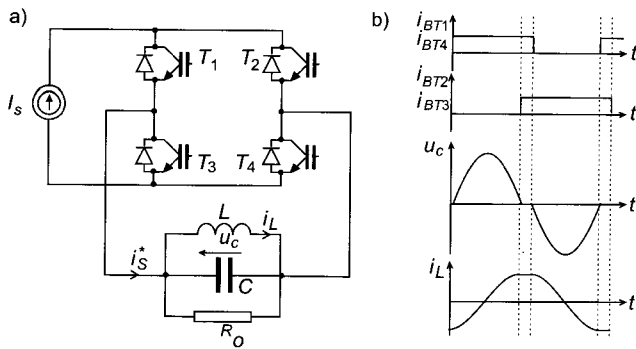 a)
T1
T2
Is
T3
T4
L
iL
uc
iS*
C
Ro
b)
iBT1
iBT4
t
iBT2
iBT3
t
uc
t
iL
t